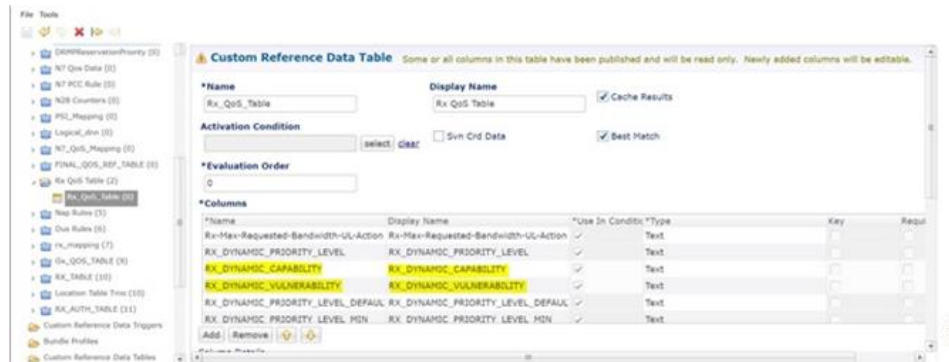 File Tools
DRMPReservationPriority (0)
N7 Qos Data (0)
N7 PCC Rule (0)
N28 Counters (0)
PSI_Mapping (0)
Logical_dnn (0)
N7_QoS_Mapping (0)
FINAL_QOS_REF_TABLE (0)
Rx QoS Table (2)
Rx_QoS_Table (0)
Nap Rules (5)
Dus Rules (6)
rx_mapping (7)
Gx_QOS_TABLE (9)
RX_TABLE (10)
Location Table Tmo (10)
RX_AUTH_TABLE (11)
Custom Reference Data Triggers
Bundle Profiles
Custom Reference Data Tables
Custom Reference Data Table Some or all columns in this table have been published and will be read only. Newly added columns will be editable.
*Name Display Name
Rx_QoS_Table Rx QoS Table Cache Results
Activation Condition
select clear Svn Crd Data Best Match
*Evaluation Order
0
*Columns
*Name Display Name *Use In Conditic *Type Key Requi
Rx-Max-Requested-Bandwidth-UL-Action Rx-Max-Requested-Bandwidth-UL-Action Text
RX_DYNAMIC_PRIORITY_LEVEL RX_DYNAMIC_PRIORITY_LEVEL Text
RX_DYNAMIC_CAPABILITY RX_DYNAMIC_CAPABILITY Text
RX_DYNAMIC_VULNERABILITY RX_DYNAMIC_VULNERABILITY Text
RX_DYNAMIC_PRIORITY_LEVEL_DEFAUL RX_DYNAMIC_PRIORITY_LEVEL_DEFAUL Text
RX_DYNAMIC_PRIORITY_LEVEL_MIN RX_DYNAMIC_PRIORITY_LEVEL_MIN Text
Add Remove